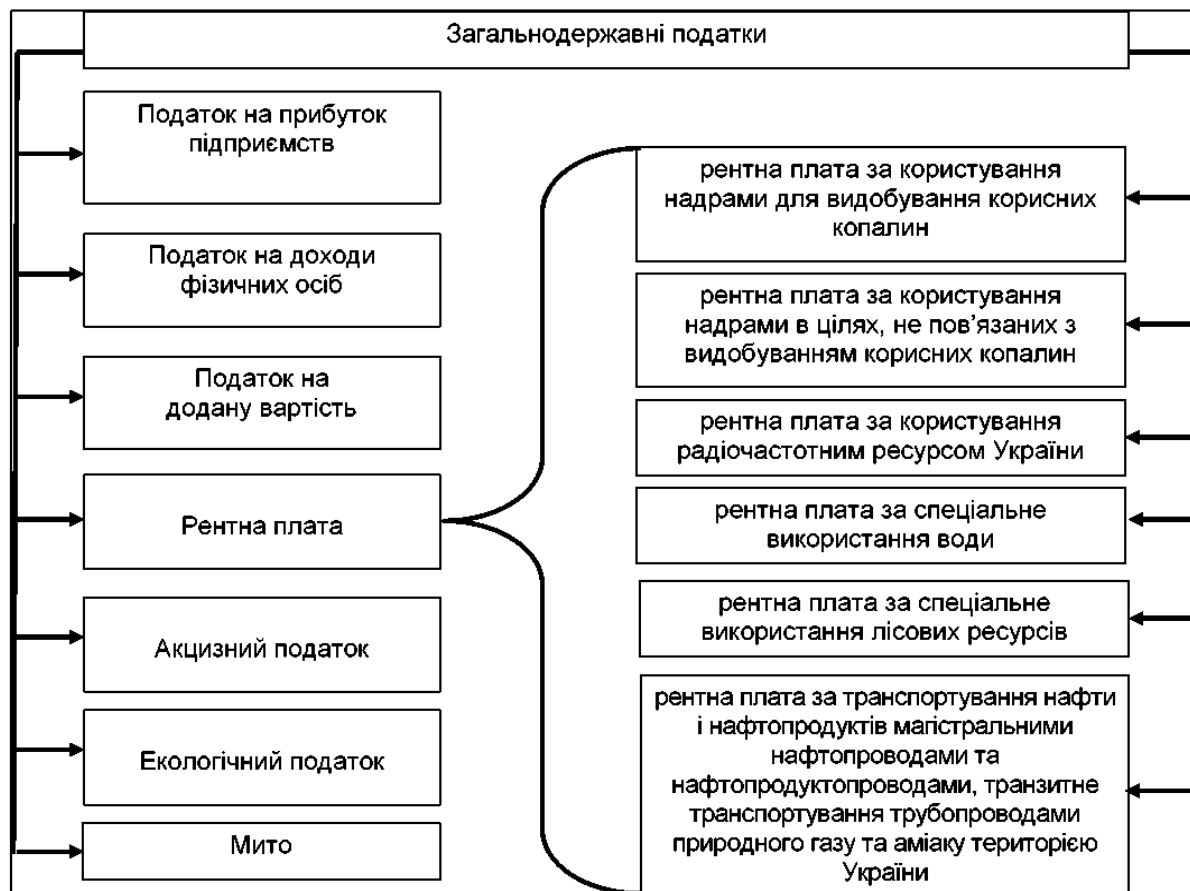 Загальнодержавні податки
Податок на прибуток
підприємств
Податок на доходи
фізичних осіб
Податок на
додану вартість
Рентна плата
Акцизний податок
Екологічний податок
Мито
рентна плата за користування
надрами для видобування корисних
копалин
рентна плата за користування
надрами в цілях, не пов’язаних з
видобуванням корисних копалин
рентна плата за користування
радіочастотним ресурсом України
рентна плата за спеціальне
використання води
рентна плата за спеціальне
використання лісових ресурсів
рентна плата за транспортування нафти
і нафтопродуктів магістральними
нафтопроводами та
нафтопродуктопроводами, транзитне
транспортування трубопроводами
природного газу та аміаку територією
України